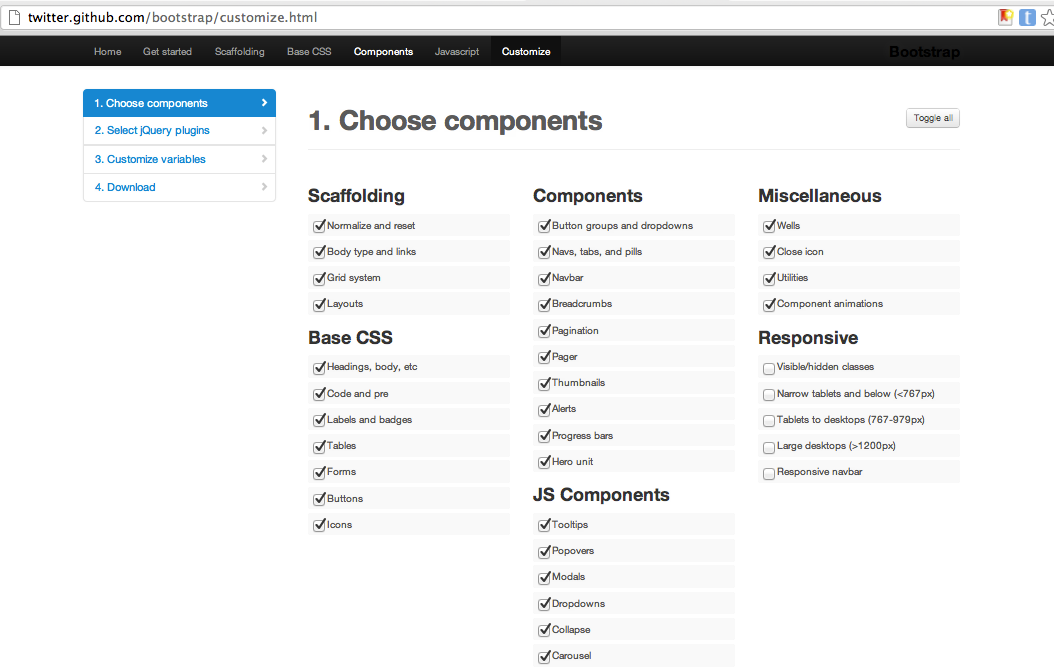 twitter.github.com/bootstrap/customize.html
Home Get started Scaffolding Base CSS Components Javascript Customize Bootstrap
1. Choose components
2. Select jQuery plugins
3. Customize variables
4. Download
1. Choose components
Toggle all
Scaffolding
Normalize and reset
Body type and links
Grid system
Layouts
Base CSS
Headings, body, etc
Code and pre
Labels and badges
Tables
Forms
Buttons
Icons
Components
Button groups and dropdowns
Navs, tabs, and pills
Navbar
Breadcrumbs
Pagination
Pager
Thumbnails
Alerts
Progress bars
Hero unit
JS Components
Tooltips
Popovers
Modals
Dropdowns
Collapse
Carousel
Miscellaneous
Wells
Close icon
Utilities
Component animations
Responsive
Visible/hidden classes
Narrow tablets and below (<767px)
Tablets to desktops (767-979px)
Large desktops (>1200px)
Responsive navbar